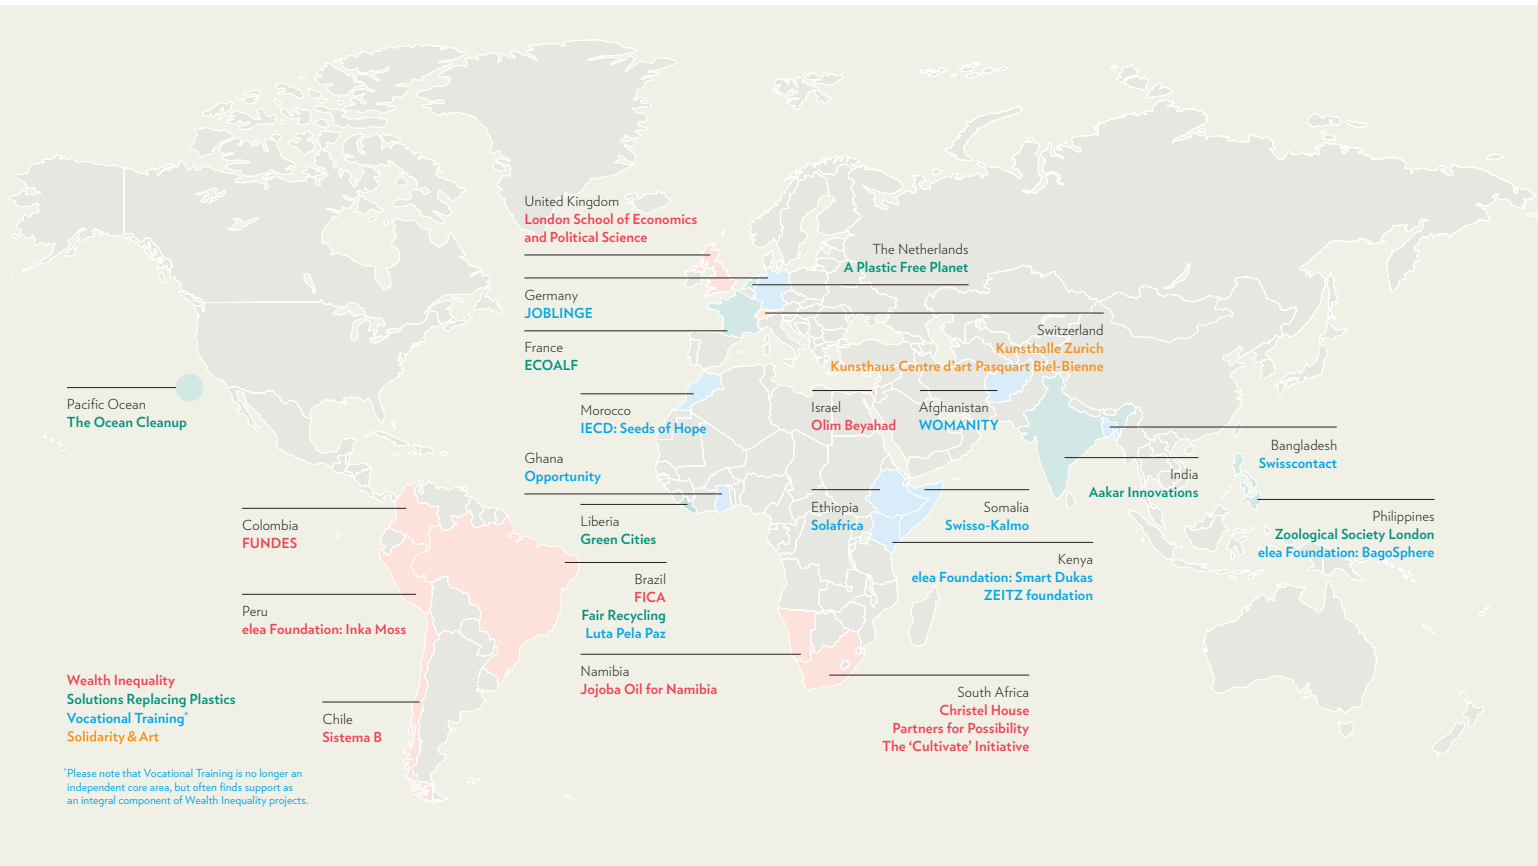 United Kingdom
London School of Economics
and Political Science
The Netherlands
A Plastic Free Planet
Germany
JOBLINGE
Switzerland
Kunsthalle Zurich
Kunsthaus Centre d'art Pasquart Biel-Bienne
France
ECOALF
Pacific Ocean
The Ocean Cleanup
Morocco
IECD: Seeds of Hope
Israel
Olim Beyahad
Afghanistan
WOMANITY
Bangladesh
Swisscontact
Ghana
Opportunity
India
Aakar Innovations
Colombia
FUNDES
Liberia
Green Cities
Ethiopia
Solafrica
Somalia
Swisso-Kalmo
Philippines
Zoological Society London
elea Foundation: BagoSphere
Kenya
elea Foundation: Smart Dukas
ZEITZ foundation
Brazil
FICA
Fair Recycling
Luta Pela Paz
Peru
elea Foundation: Inka Moss
Namibia
Jojoba Oil for Namibia
South Africa
Christel House
Partners for Possibility
The ‘Cultivate’ Initiative
Chile
Sistema B
Wealth Inequality
Solutions Replacing Plastics
Vocational Training*
Solidarity & Art
*Please note that Vocational Training is no longer an
independent core area, but often finds support as
an integral component of Wealth Inequality projects.